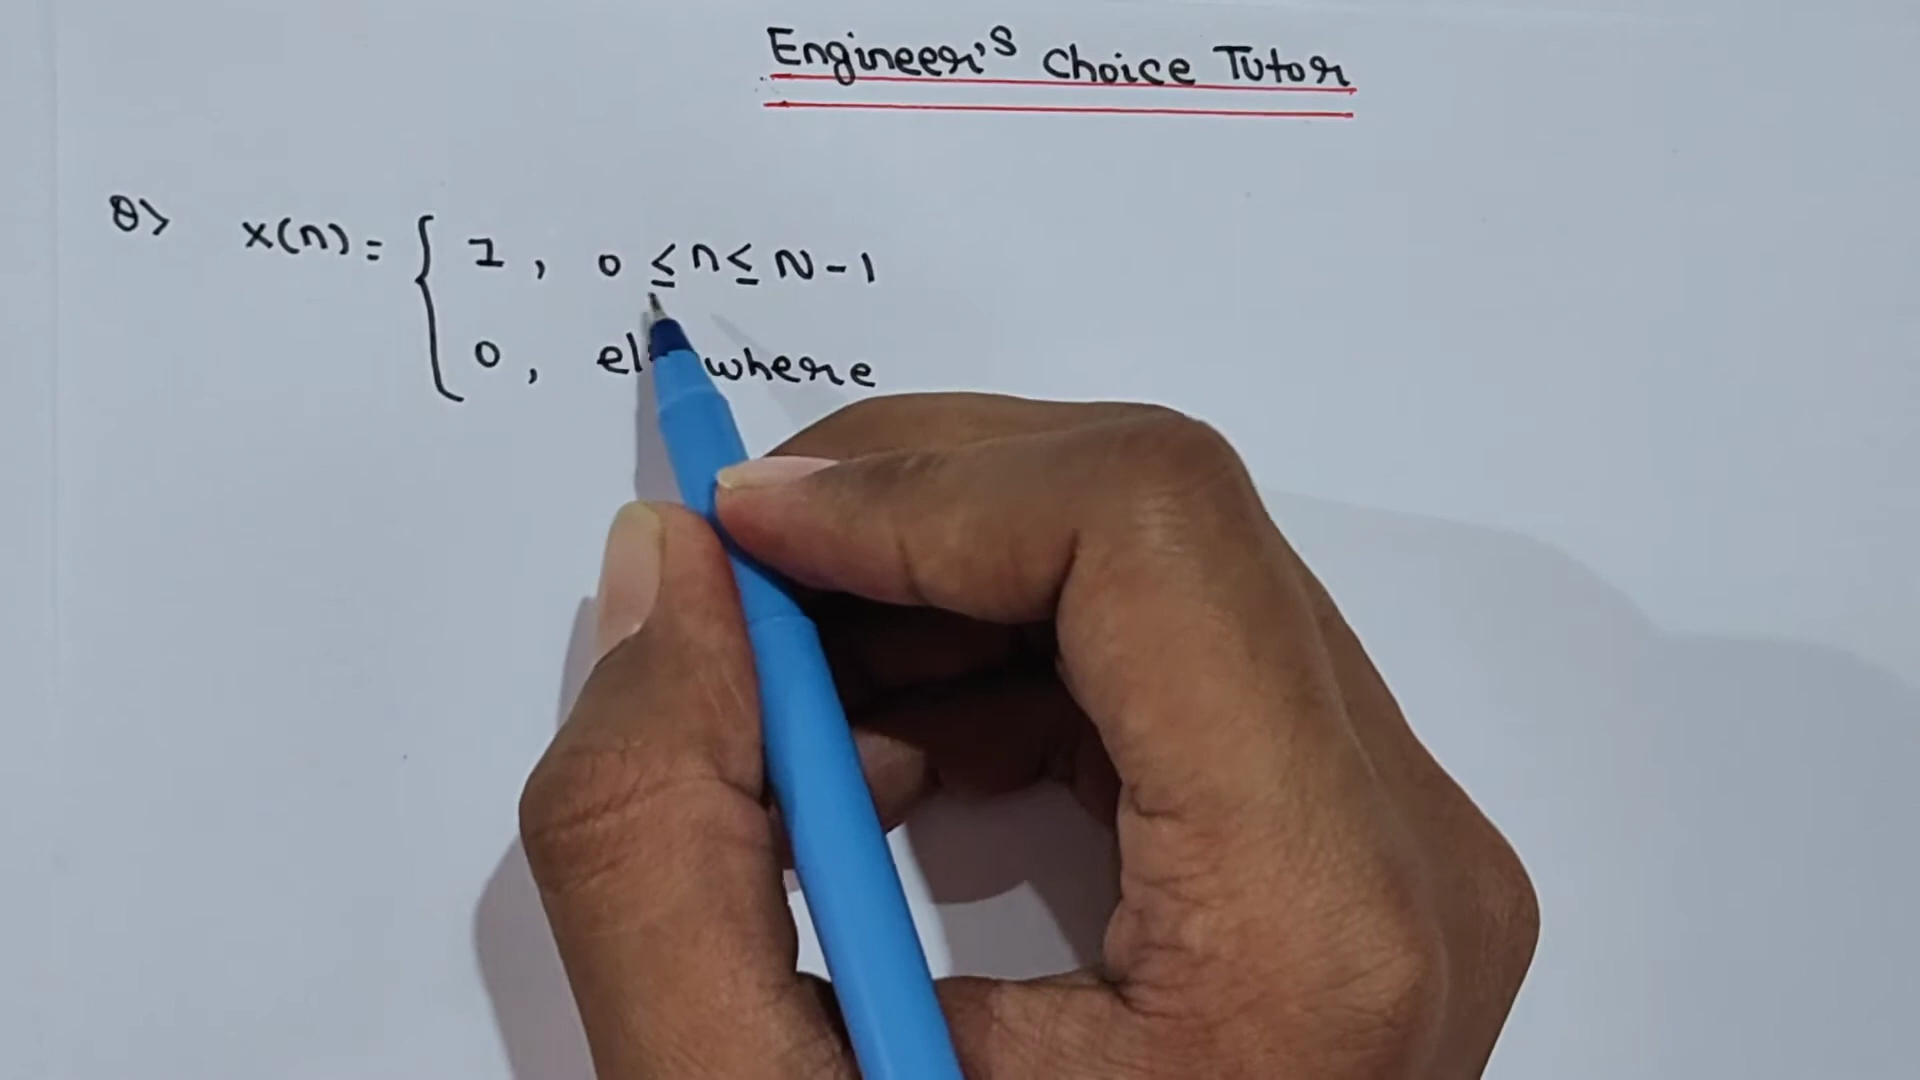 Engineer's Choice Tutor
Q> x(n) = { 1 , 0 ≤ n ≤ N-1
0 , where